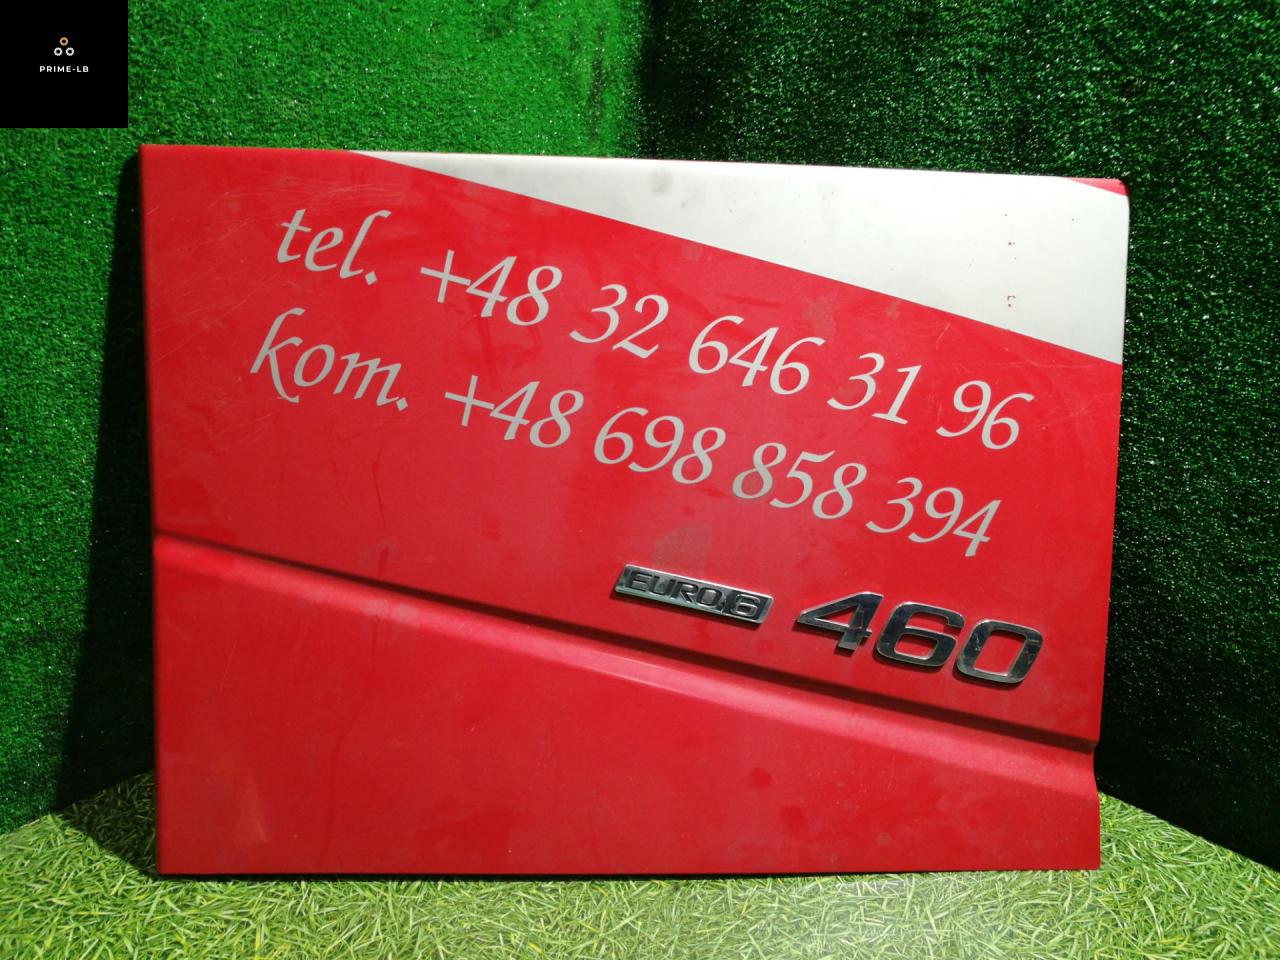 PRIME-LB
tel. +48 32 646 31 96
kom. +48 698 858 394
EURO 6
460